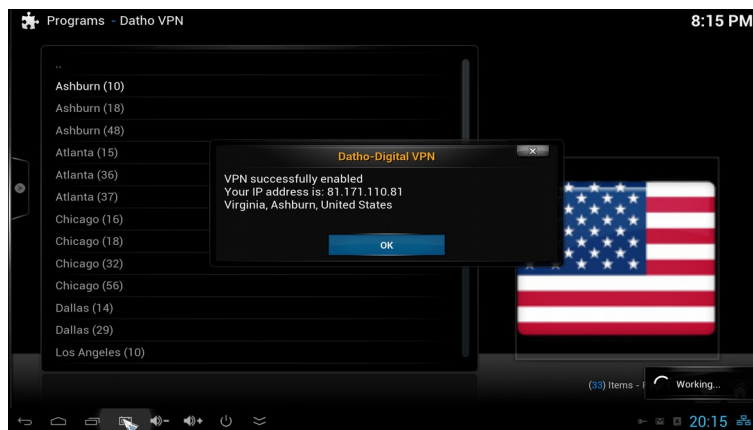 Programs - Datho VPN
8:15 PM
..
Ashburn (10)
Ashburn (18)
Ashburn (48)
Atlanta (15)
Atlanta (36)
Atlanta (37)
Chicago (16)
Chicago (18)
Chicago (32)
Chicago (56)
Dallas (14)
Dallas (29)
Los Angeles (10)
Datho-Digital VPN
VPN successfully enabled
Your IP address is: 81.171.110.81
Virginia, Ashburn, United States
OK
(33) Items -
Working...
20:15